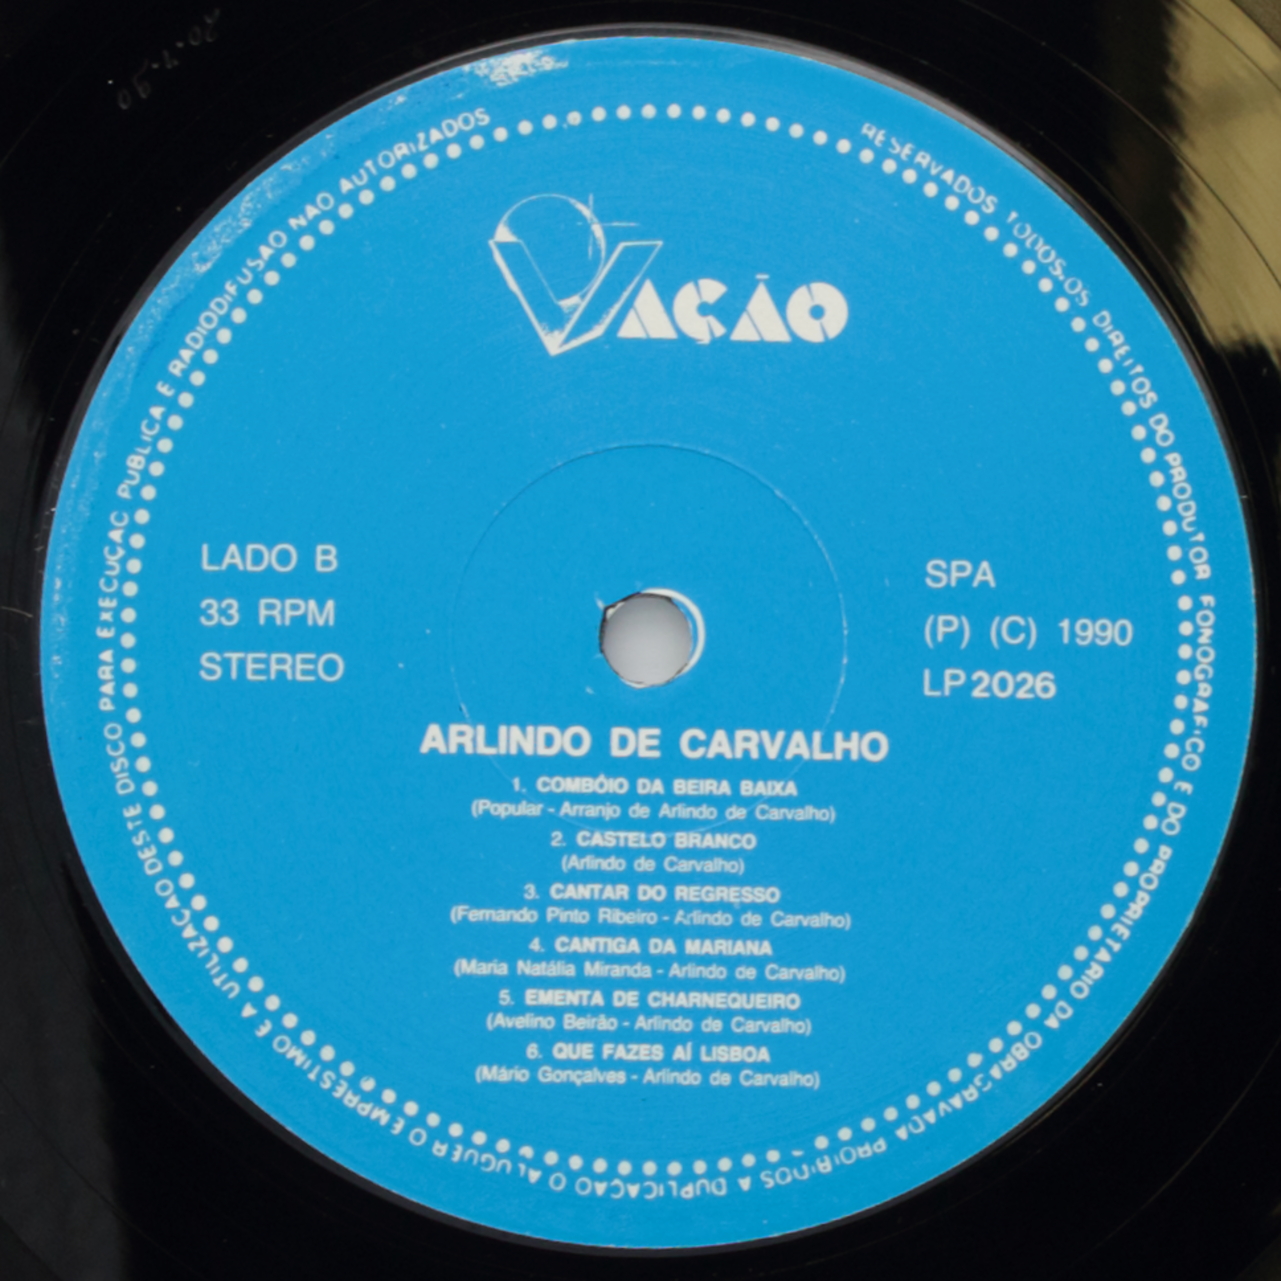 RESERVADOS TODOS OS DIREITOS DO PRODUTOR FONOGRAFICO E DO PROPRIETARIO DA OBRA GRAVADA PROIBIDOS A DUPLICAÇAO O ALUGUER O EMPRESTIMO E A UTILIZAÇAO DESTE DISCO PARA EXECUÇAO PUBLICA E RADIODIFUSAO NAO AUTORIZADOS
VAÇÃO
LADO B
33 RPM
STEREO
SPA
(P) (C) 1990
LP 2026
ARLINDO DE CARVALHO
1. COMBÓIO DA BEIRA BAIXA
(Popular - Arranjo de Arlindo de Carvalho)
2. CASTELO BRANCO
(Arlindo de Carvalho)
3. CANTAR DO REGRESSO
(Fernando Pinto Ribeiro - Arlindo de Carvalho)
4. CANTIGA DA MARIANA
(Maria Natália Miranda - Arlindo de Carvalho)
5. EMENTA DE CHARNEQUEIRO
(Avelino Beirão - Arlindo de Carvalho)
6. QUE FAZES AÍ LISBOA
(Mário Gonçalves - Arlindo de Carvalho)